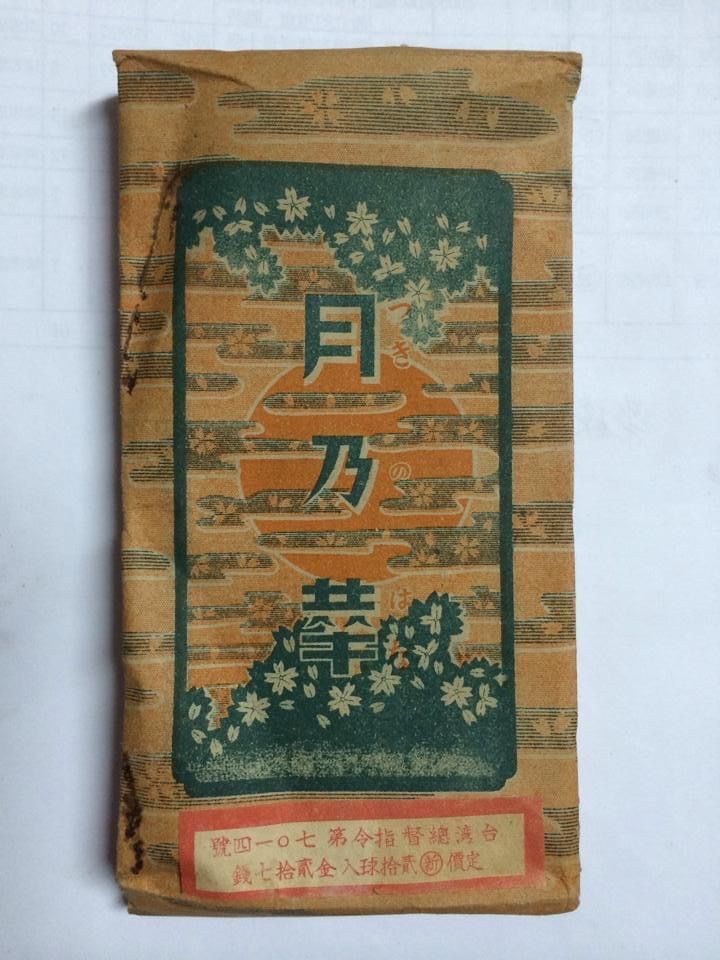 月乃華
つきのはな
台湾總督指令第七〇一四號
定價新貳拾球入金貳拾七錢